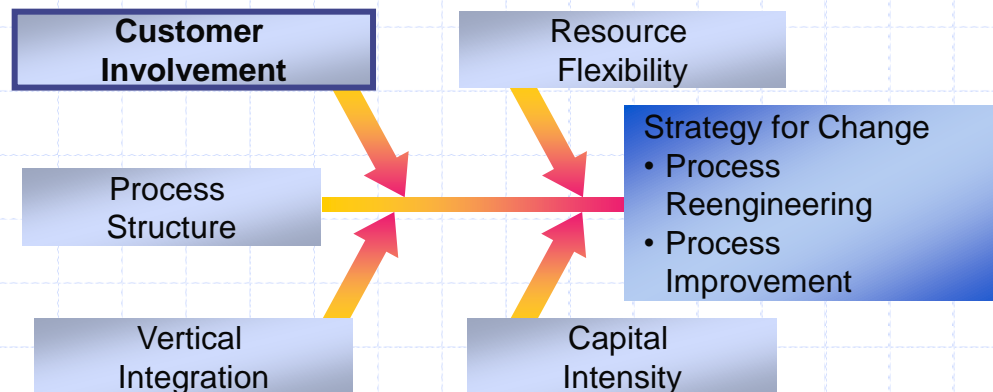 Customer
Involvement
Resource
Flexibility
Process
Structure
Strategy for Change
• Process
Reengineering
• Process
Improvement
Vertical
Integration
Capital
Intensity